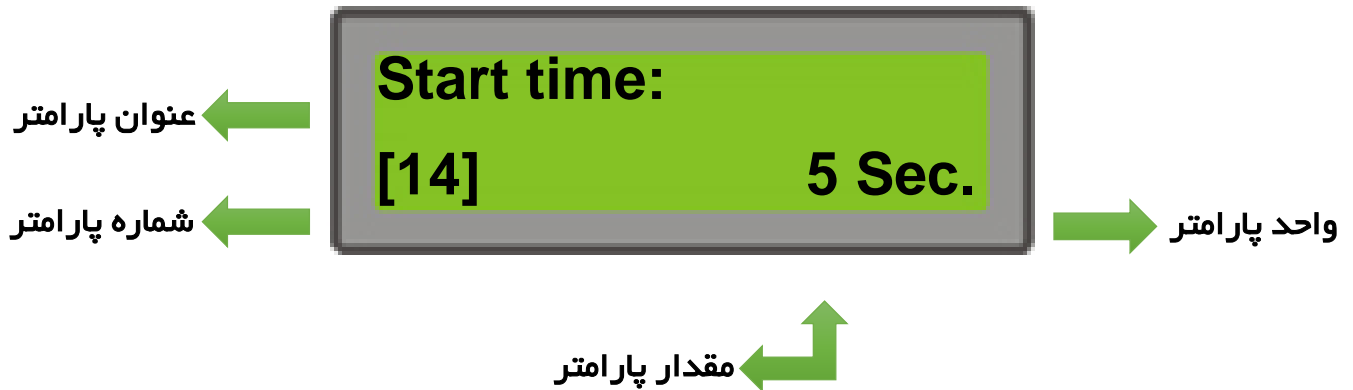 Start time:
عنوان پارامتر
[14] 5 Sec.
شماره پارامتر
واحد پارامتر
مقدار پارامتر